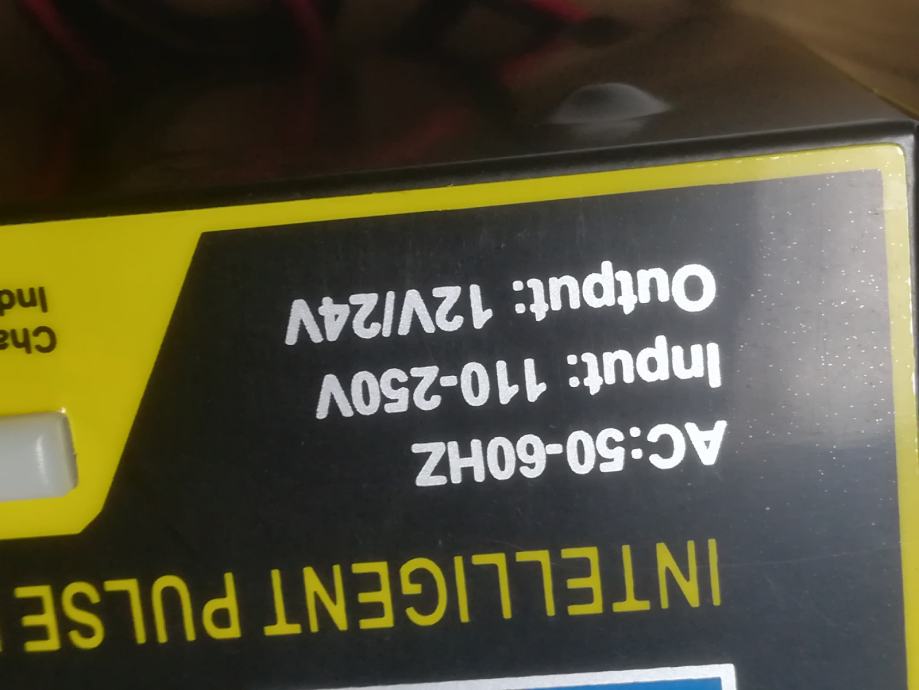 INTELLIGENT PULSE
AC:50-60HZ
Input: 110-250V
Output: 12V/24V